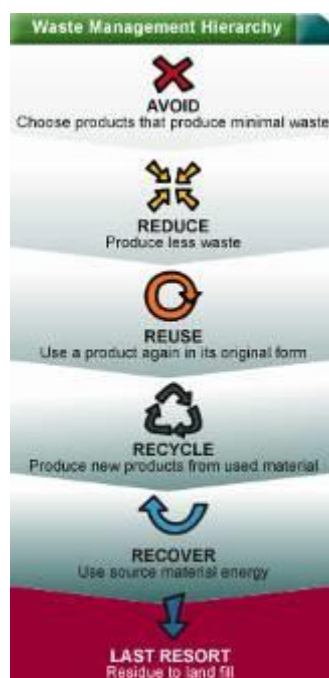 Waste Management Hierarchy
AVOID
Choose products that produce minimal waste
REDUCE
Produce less waste
REUSE
Use a product again in its original form
RECYCLE
Produce new products from used material
RECOVER
Use source material energy
LAST RESORT
Residue to land fill